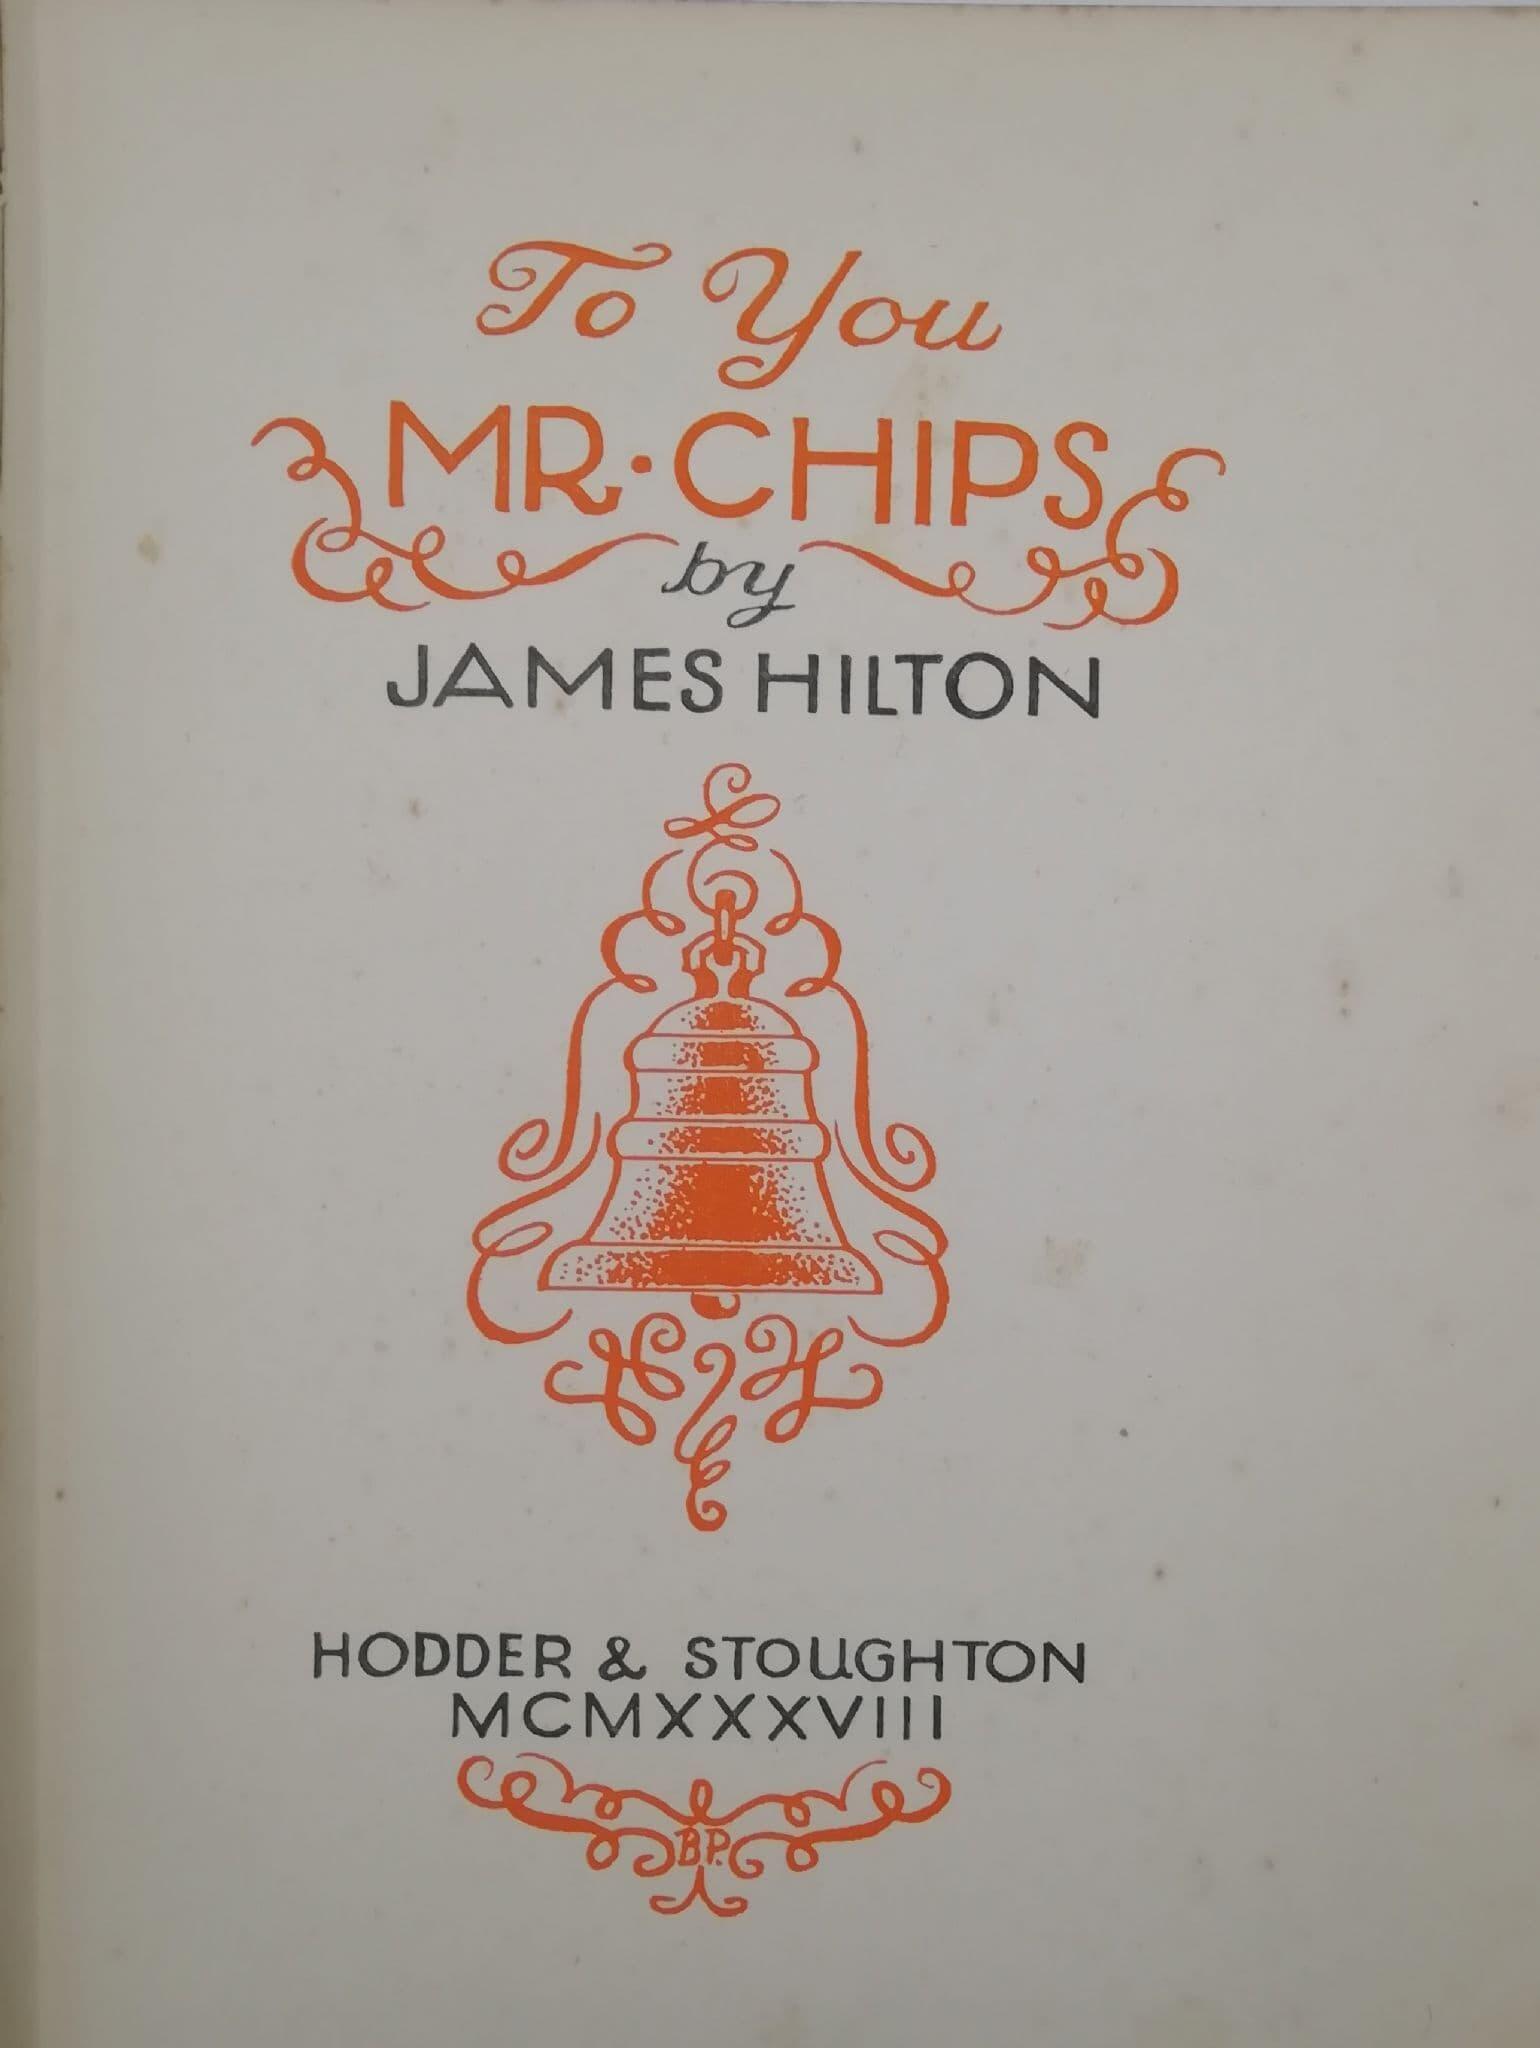 To You
MR·CHIPS
by
JAMES HILTON
HODDER & STOUGHTON
MCMXXXVIII
B.P.